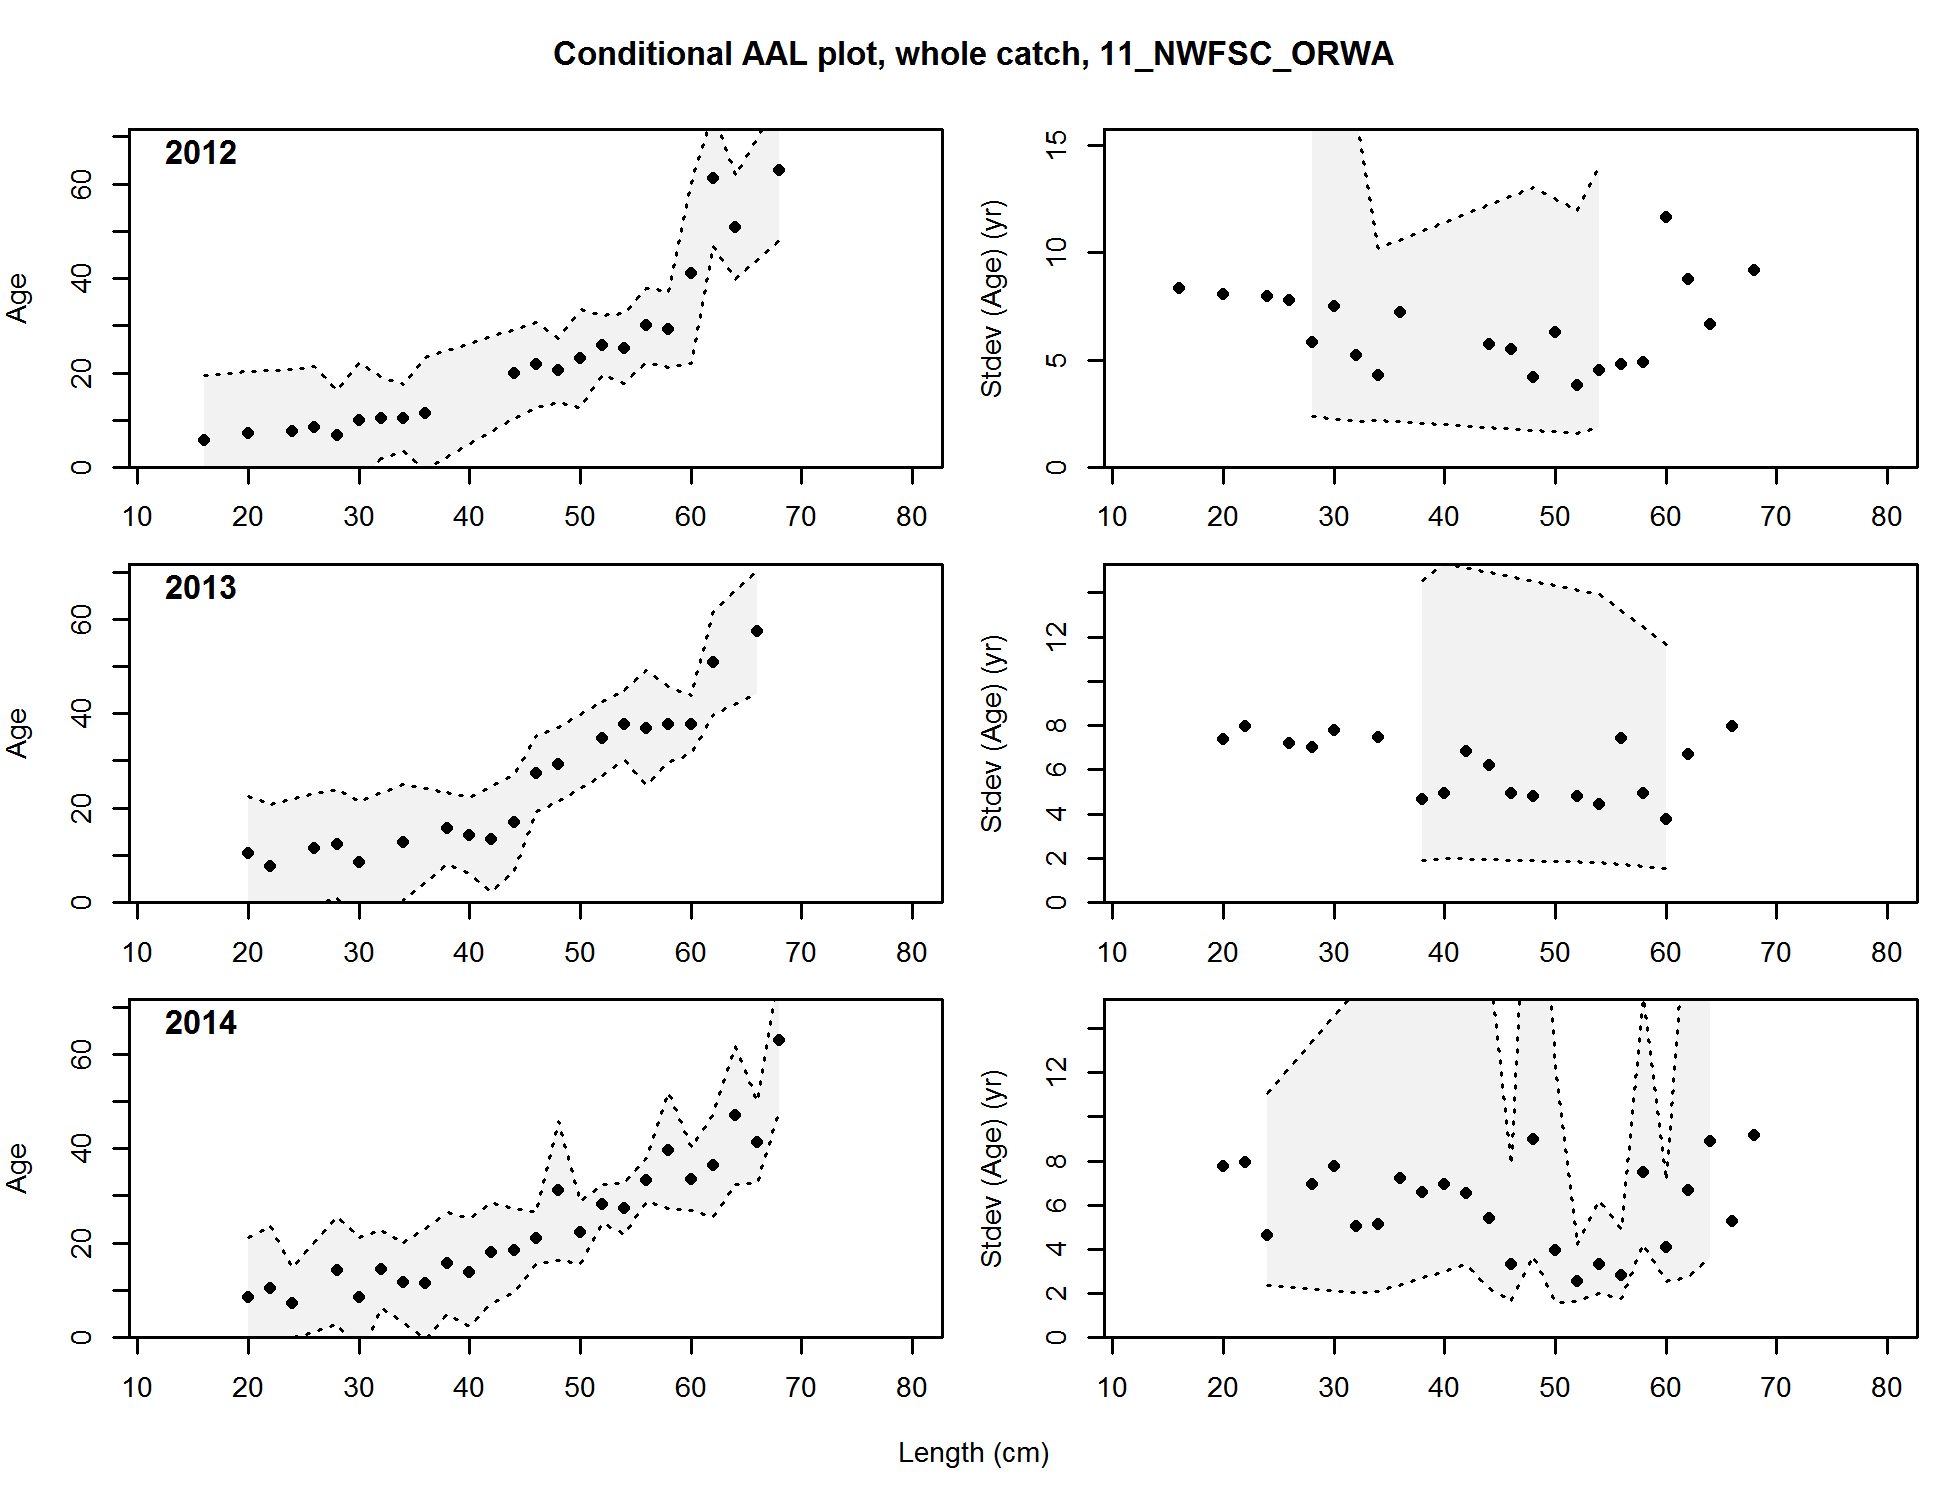 Conditional AAL plot, whole catch, 11_NWFSC_ORWA
2012
Age
0 20 40 60
10 20 30 40 50 60 70 80
Stdev (Age) (yr)
0 5 10 15
10 20 30 40 50 60 70 80
2013
Age
0 20 40 60
10 20 30 40 50 60 70 80
Stdev (Age) (yr)
0 2 4 6 8 12
10 20 30 40 50 60 70 80
2014
Age
0 20 40 60
10 20 30 40 50 60 70 80
Stdev (Age) (yr)
0 2 4 6 8 12
10 20 30 40 50 60 70 80
Length (cm)